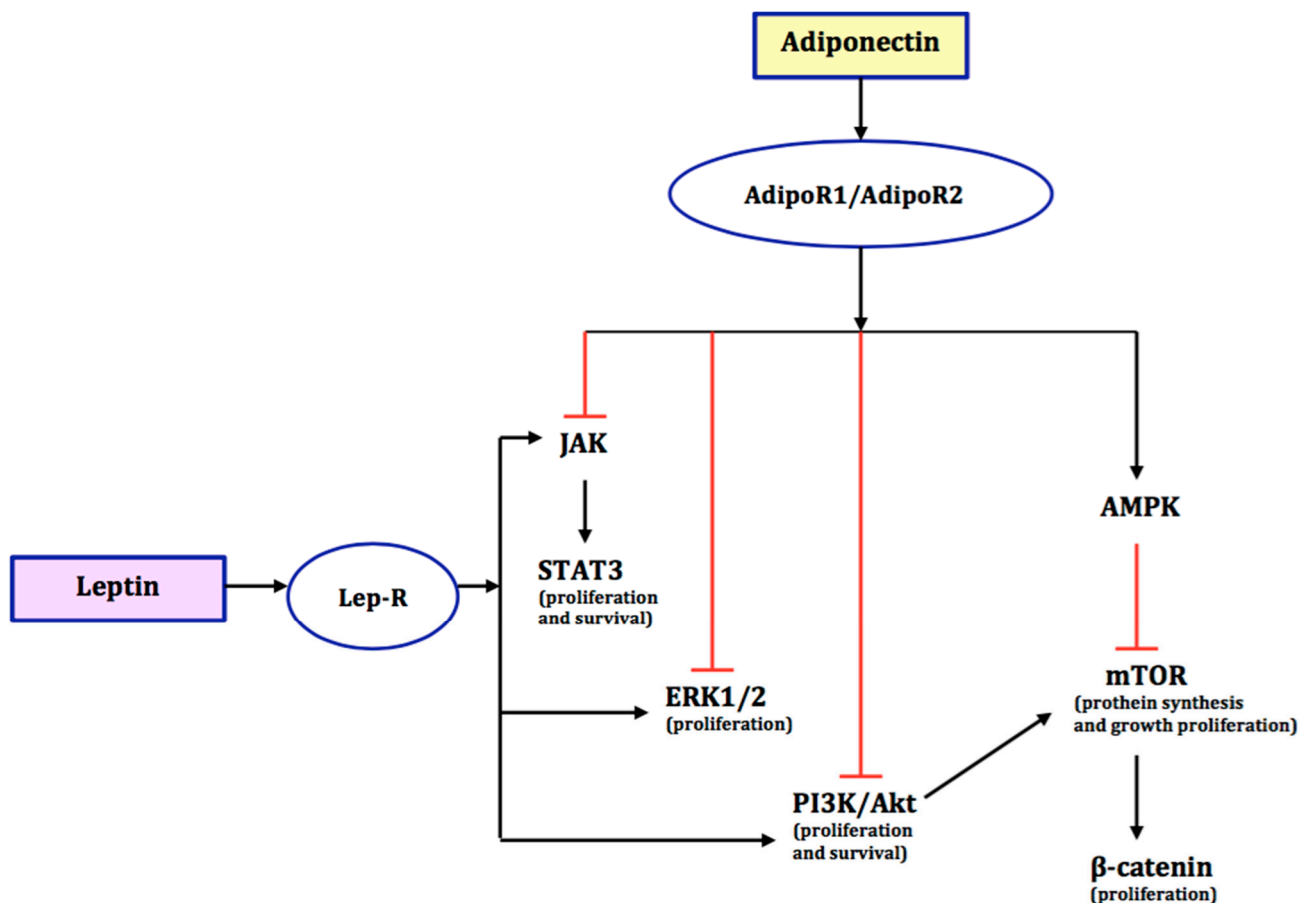 Adiponectin
AdipoR1/AdipoR2
JAK
AMPK
Leptin
Lep-R
STAT3
(proliferation
and survival)
ERK1/2
(proliferation)
mTOR
(prothein synthesis
and growth proliferation)
PI3K/Akt
(proliferation
and survival)
β-catenin
(proliferation)